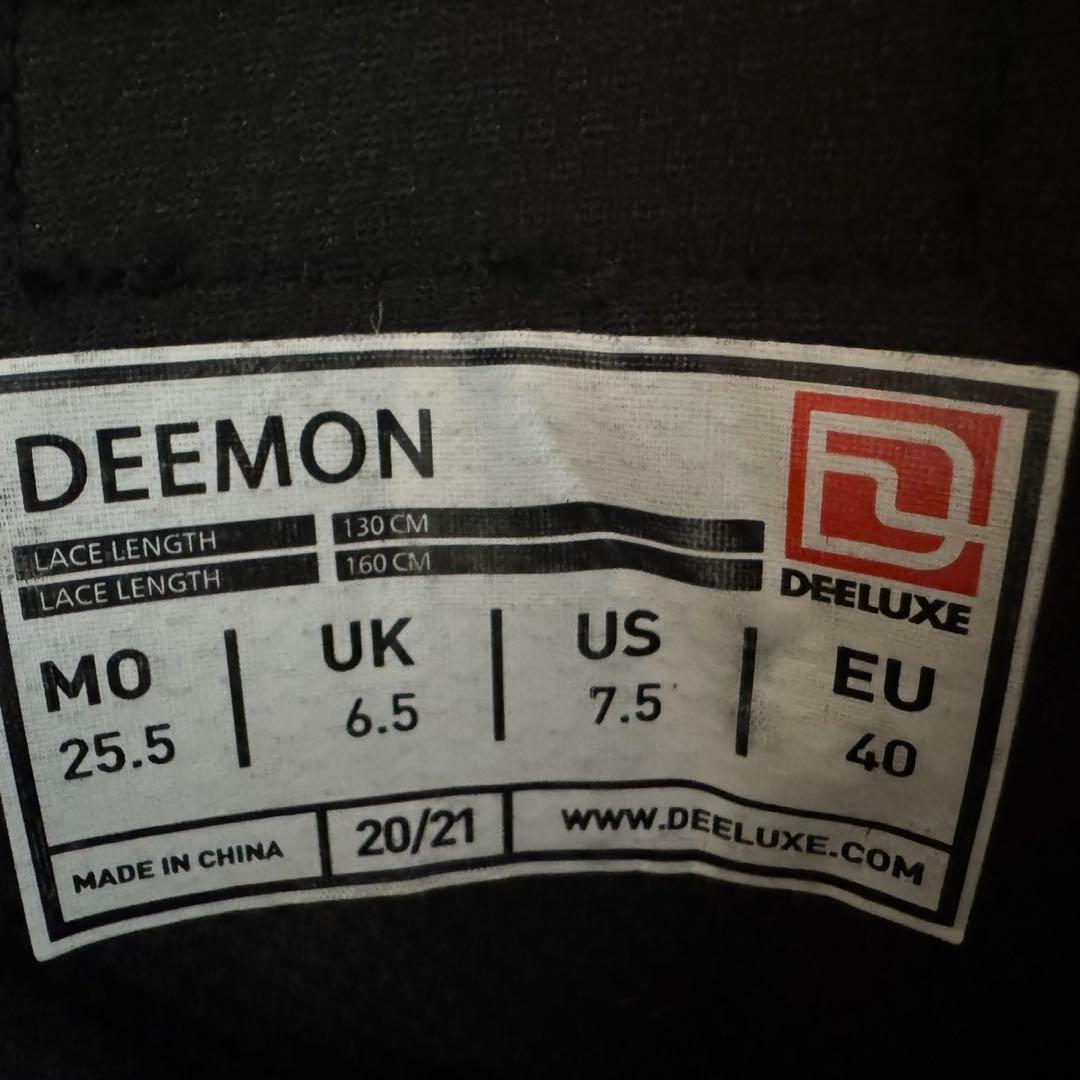 DEEMON
LACE LENGTH 130 CM
LACE LENGTH 160 CM
DEELUXE
MO UK US EU
25.5 6.5 7.5 40
MADE IN CHINA 20/21 WWW.DEELUXE.COM